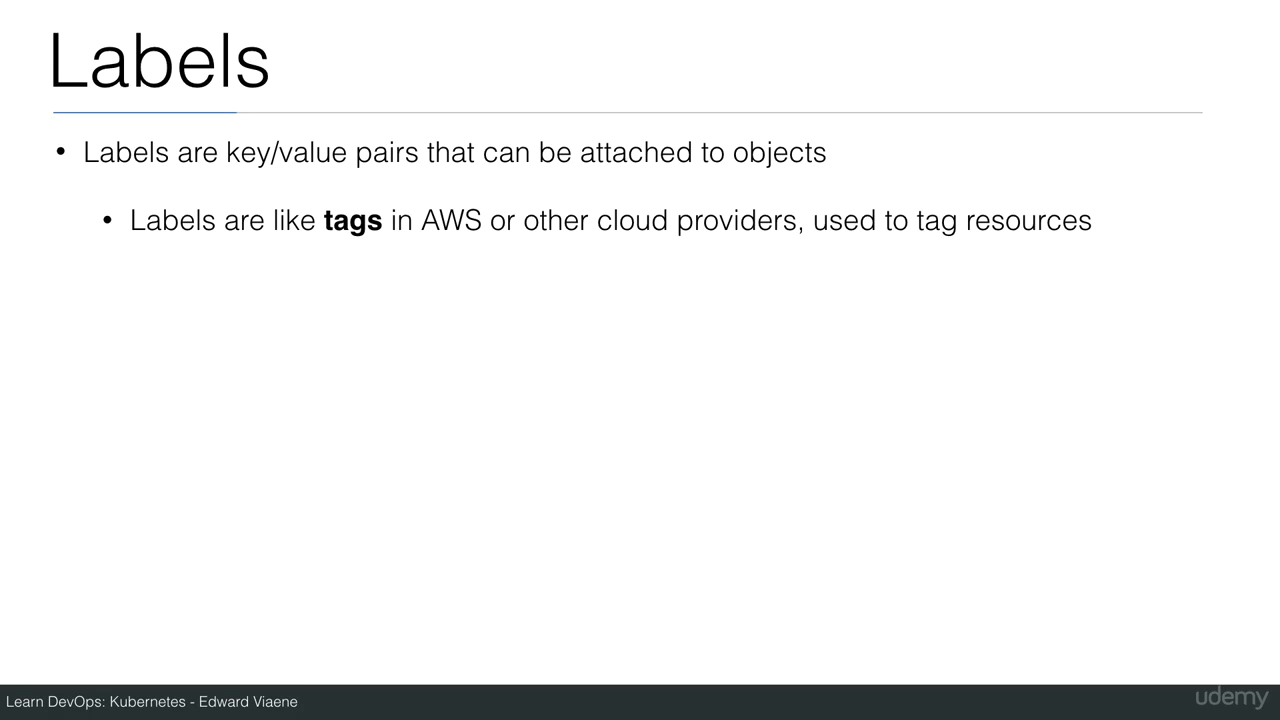 Labels
• Labels are key/value pairs that can be attached to objects
• Labels are like tags in AWS or other cloud providers, used to tag resources
Learn DevOps: Kubernetes - Edward Viaene
udemy